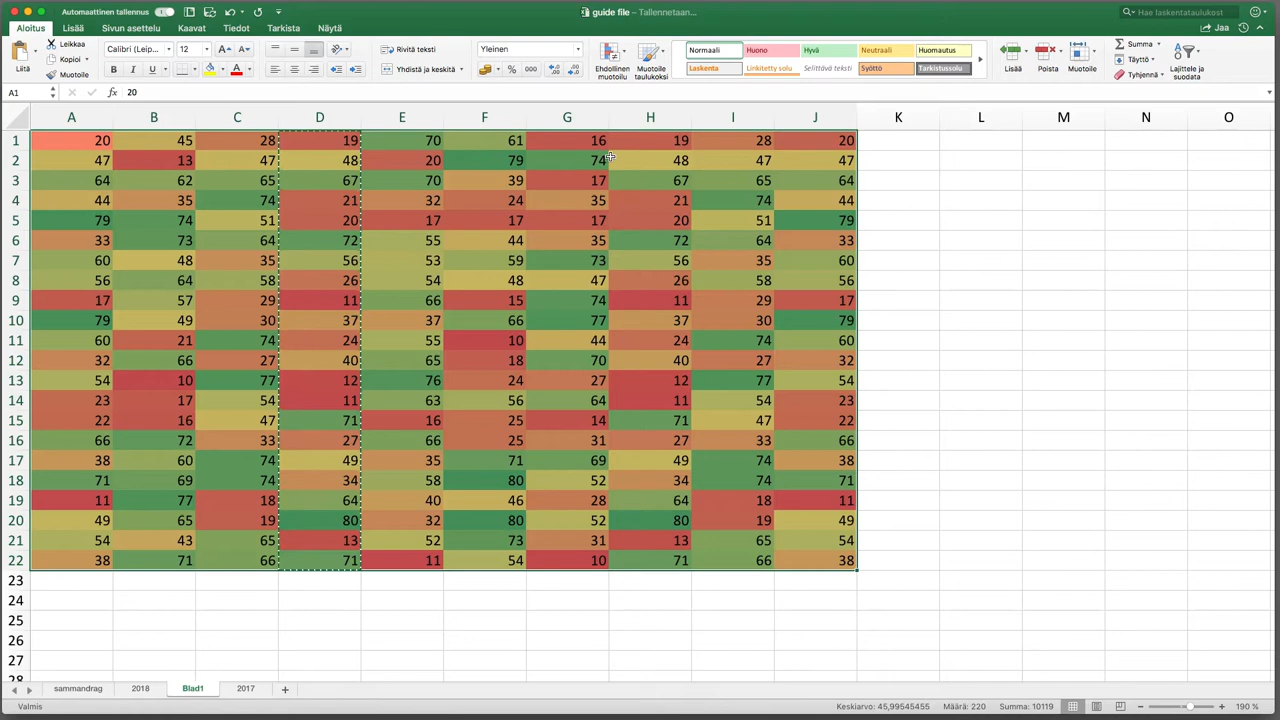 Automaattinen tallennus
guide file – Tallennetaan...
Hae laskentataulukost
Aloitus Lisää Sivun asettelu Kaavat Tiedot Tarkista Näytä
Jaa
Liitä
Leikkaa
Kopioi
Muotoile
Calibri (Leip... 12
Rivitä teksti
Yhdistä ja keskitä
Yleinen
Ehdollinen muotoilu
Muotoile taulukoksi
Normaali Huono Hyvä Neutraali Huomautus
Laskenta Linkitetty solu Selittävä teksti Syöttö Tarkistussolu
Lisää Poista Muotoile
Summa
Täyttö
Tyhjennä
Lajittele ja suodata
A1 fx 20
A B C D E F G H I J K L M N O
1 20 45 28 19 70 61 16 19 28 20
2 47 13 47 48 20 79 74 48 47 47
3 64 62 65 67 70 39 17 67 65 64
4 44 35 74 21 32 24 35 21 74 44
5 79 74 51 20 17 17 17 20 51 79
6 33 73 64 72 55 44 35 72 64 33
7 60 48 35 56 53 59 73 56 35 60
8 56 64 58 26 54 48 47 26 58 56
9 17 57 29 11 66 15 74 11 29 17
10 79 49 30 37 37 66 77 37 30 79
11 60 21 74 24 55 10 44 24 74 60
12 32 66 27 40 65 18 70 40 27 32
13 54 10 77 12 76 24 27 12 77 54
14 23 17 54 11 63 56 64 11 54 23
15 22 16 47 71 16 25 14 71 47 22
16 66 72 33 27 66 25 31 27 33 66
17 38 60 74 49 35 71 69 49 74 38
18 71 69 74 34 58 80 52 34 74 71
19 11 77 18 64 40 46 28 64 18 11
20 49 65 19 80 32 80 52 80 19 49
21 54 43 65 13 52 73 31 13 65 54
22 38 71 66 71 11 54 10 71 66 38
23
24
25
26
27
28
sammandrag 2018 Blad1 2017
Valmis
Keskiarvo: 45,99545455 Määrä: 220 Summa: 10119
190 %